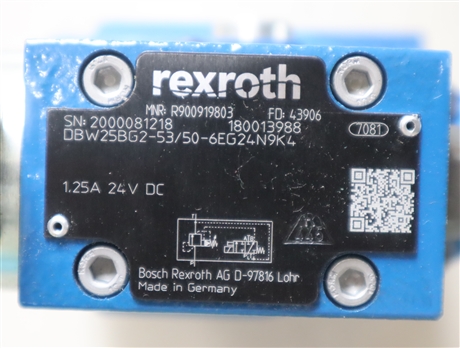 rexroth
MNR: R900919803 FD: 43906
SN: 2000081218 180013988 7081
DBW25BG2-53/50-6EG24N9K4
1.25A 24V DC
Bosch Rexroth AG D-97816 Lohr
Made in Germany